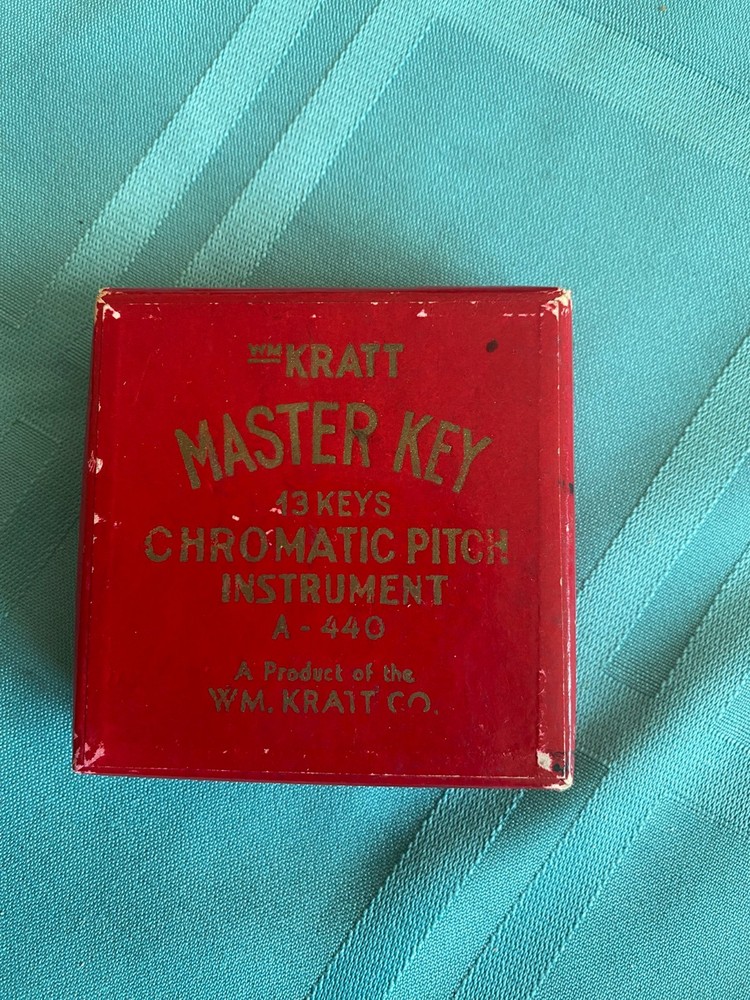 WM KRATT
MASTER KEY
13 KEYS
CHROMATIC PITCH
INSTRUMENT
A-440
A Product of the
WM. KRATT CO.